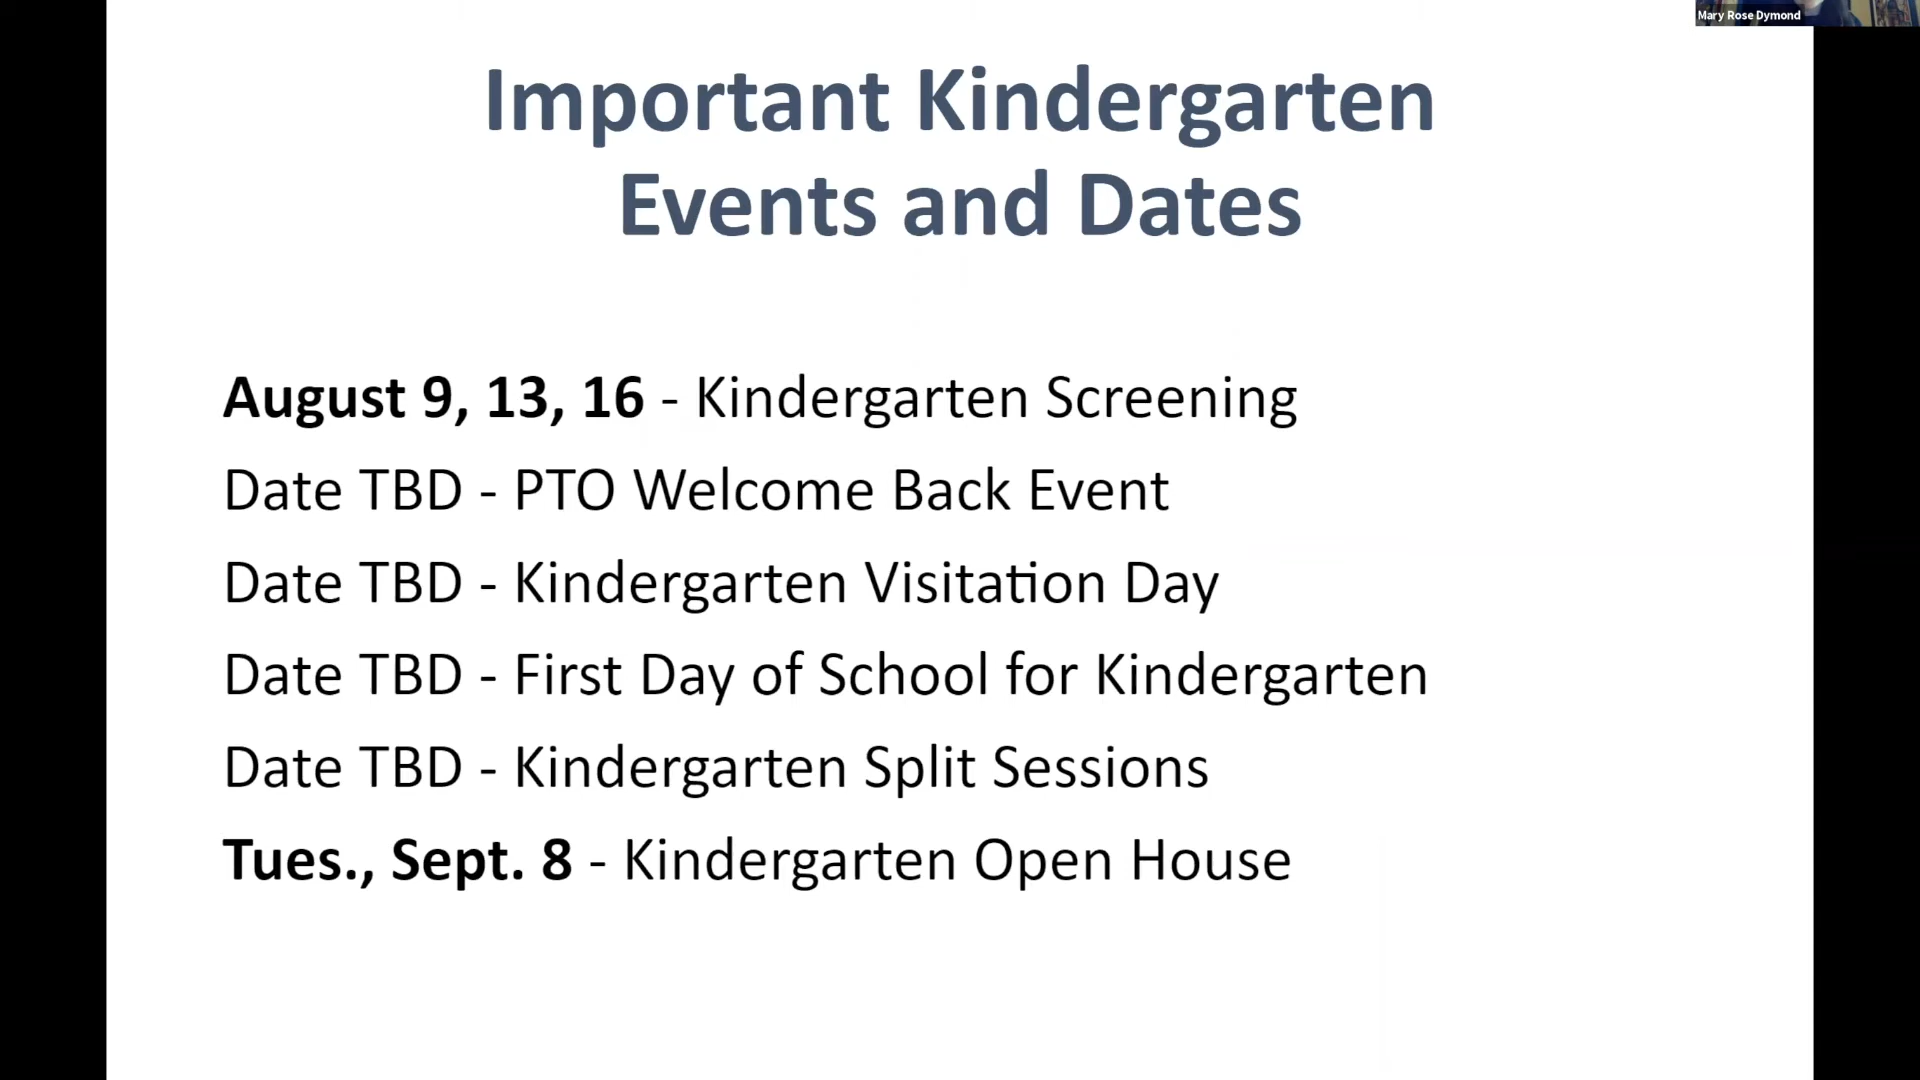 Mary Rose Dymond
Important Kindergarten
Events and Dates
August 9, 13, 16 - Kindergarten Screening
Date TBD - PTO Welcome Back Event
Date TBD - Kindergarten Visitation Day
Date TBD - First Day of School for Kindergarten
Date TBD - Kindergarten Split Sessions
Tues., Sept. 8 - Kindergarten Open House